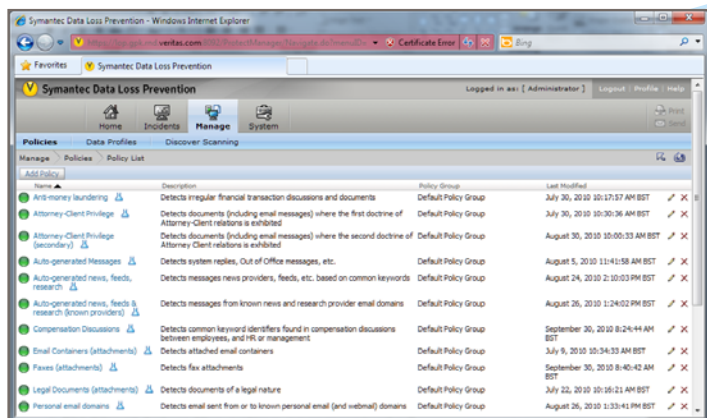 Symantec Data Loss Prevention - Windows Internet Explorer
veritas.com Certificate Error Bing
Favorites Symantec Data Loss Prevention
Symantec Data Loss Prevention Logged in as: [ Administrator ] Logout | Profile | Help
Home Incidents Manage System Print
Send
Policies Data Profiles Discover Scanning
Manage Policies Policy List
Add Policy
Name Description Policy Group Last Modified
Anti-money laundering Detects irregular financial transaction discussions and documents Default Policy Group July 30, 2010 10:17:57 AM BST
Attorney-Client Privilege Detects documents (including email messages) where the first doctrine of Default Policy Group July 30, 2010 10:30:36 AM BST
Attorney-Client relations is exhibited
Attorney-Client Privilege Detects documents (including email messages) where the second doctrine of Default Policy Group August 30, 2010 10:00:33 AM BST
(secondary) Attorney Client relations is exhibited
Auto-generated Messages Detects system replies, Out of Office messages, etc. Default Policy Group August 5, 2010 11:41:58 AM BST
Auto-generated news, feeds, Detects messages news providers, feeds, etc. based on common keywords Default Policy Group August 24, 2010 2:10:03 PM BST
research
Auto-generated news, feeds & Detects messages from known news and research provider email domains Default Policy Group August 26, 2010 1:24:02 PM BST
research (known providers)
Compensation Discussions Detects common keyword identifiers found in compensation discussions Default Policy Group September 30, 2010 8:24:44 AM
between employees, and HR or management BST
Email Containers (attachments) Detects attached email containers Default Policy Group July 9, 2010 10:34:33 AM BST
Faxes (attachments) Detects fax attachments Default Policy Group September 30, 2010 8:40:42 AM
BST
Legal Documents (attachments) Detects documents of a legal nature Default Policy Group July 22, 2010 10:16:21 AM BST
Personal email domains Detects email sent from or to known personal email (and webmail) domains Default Policy Group August 26, 2010 1:33:41 PM BST